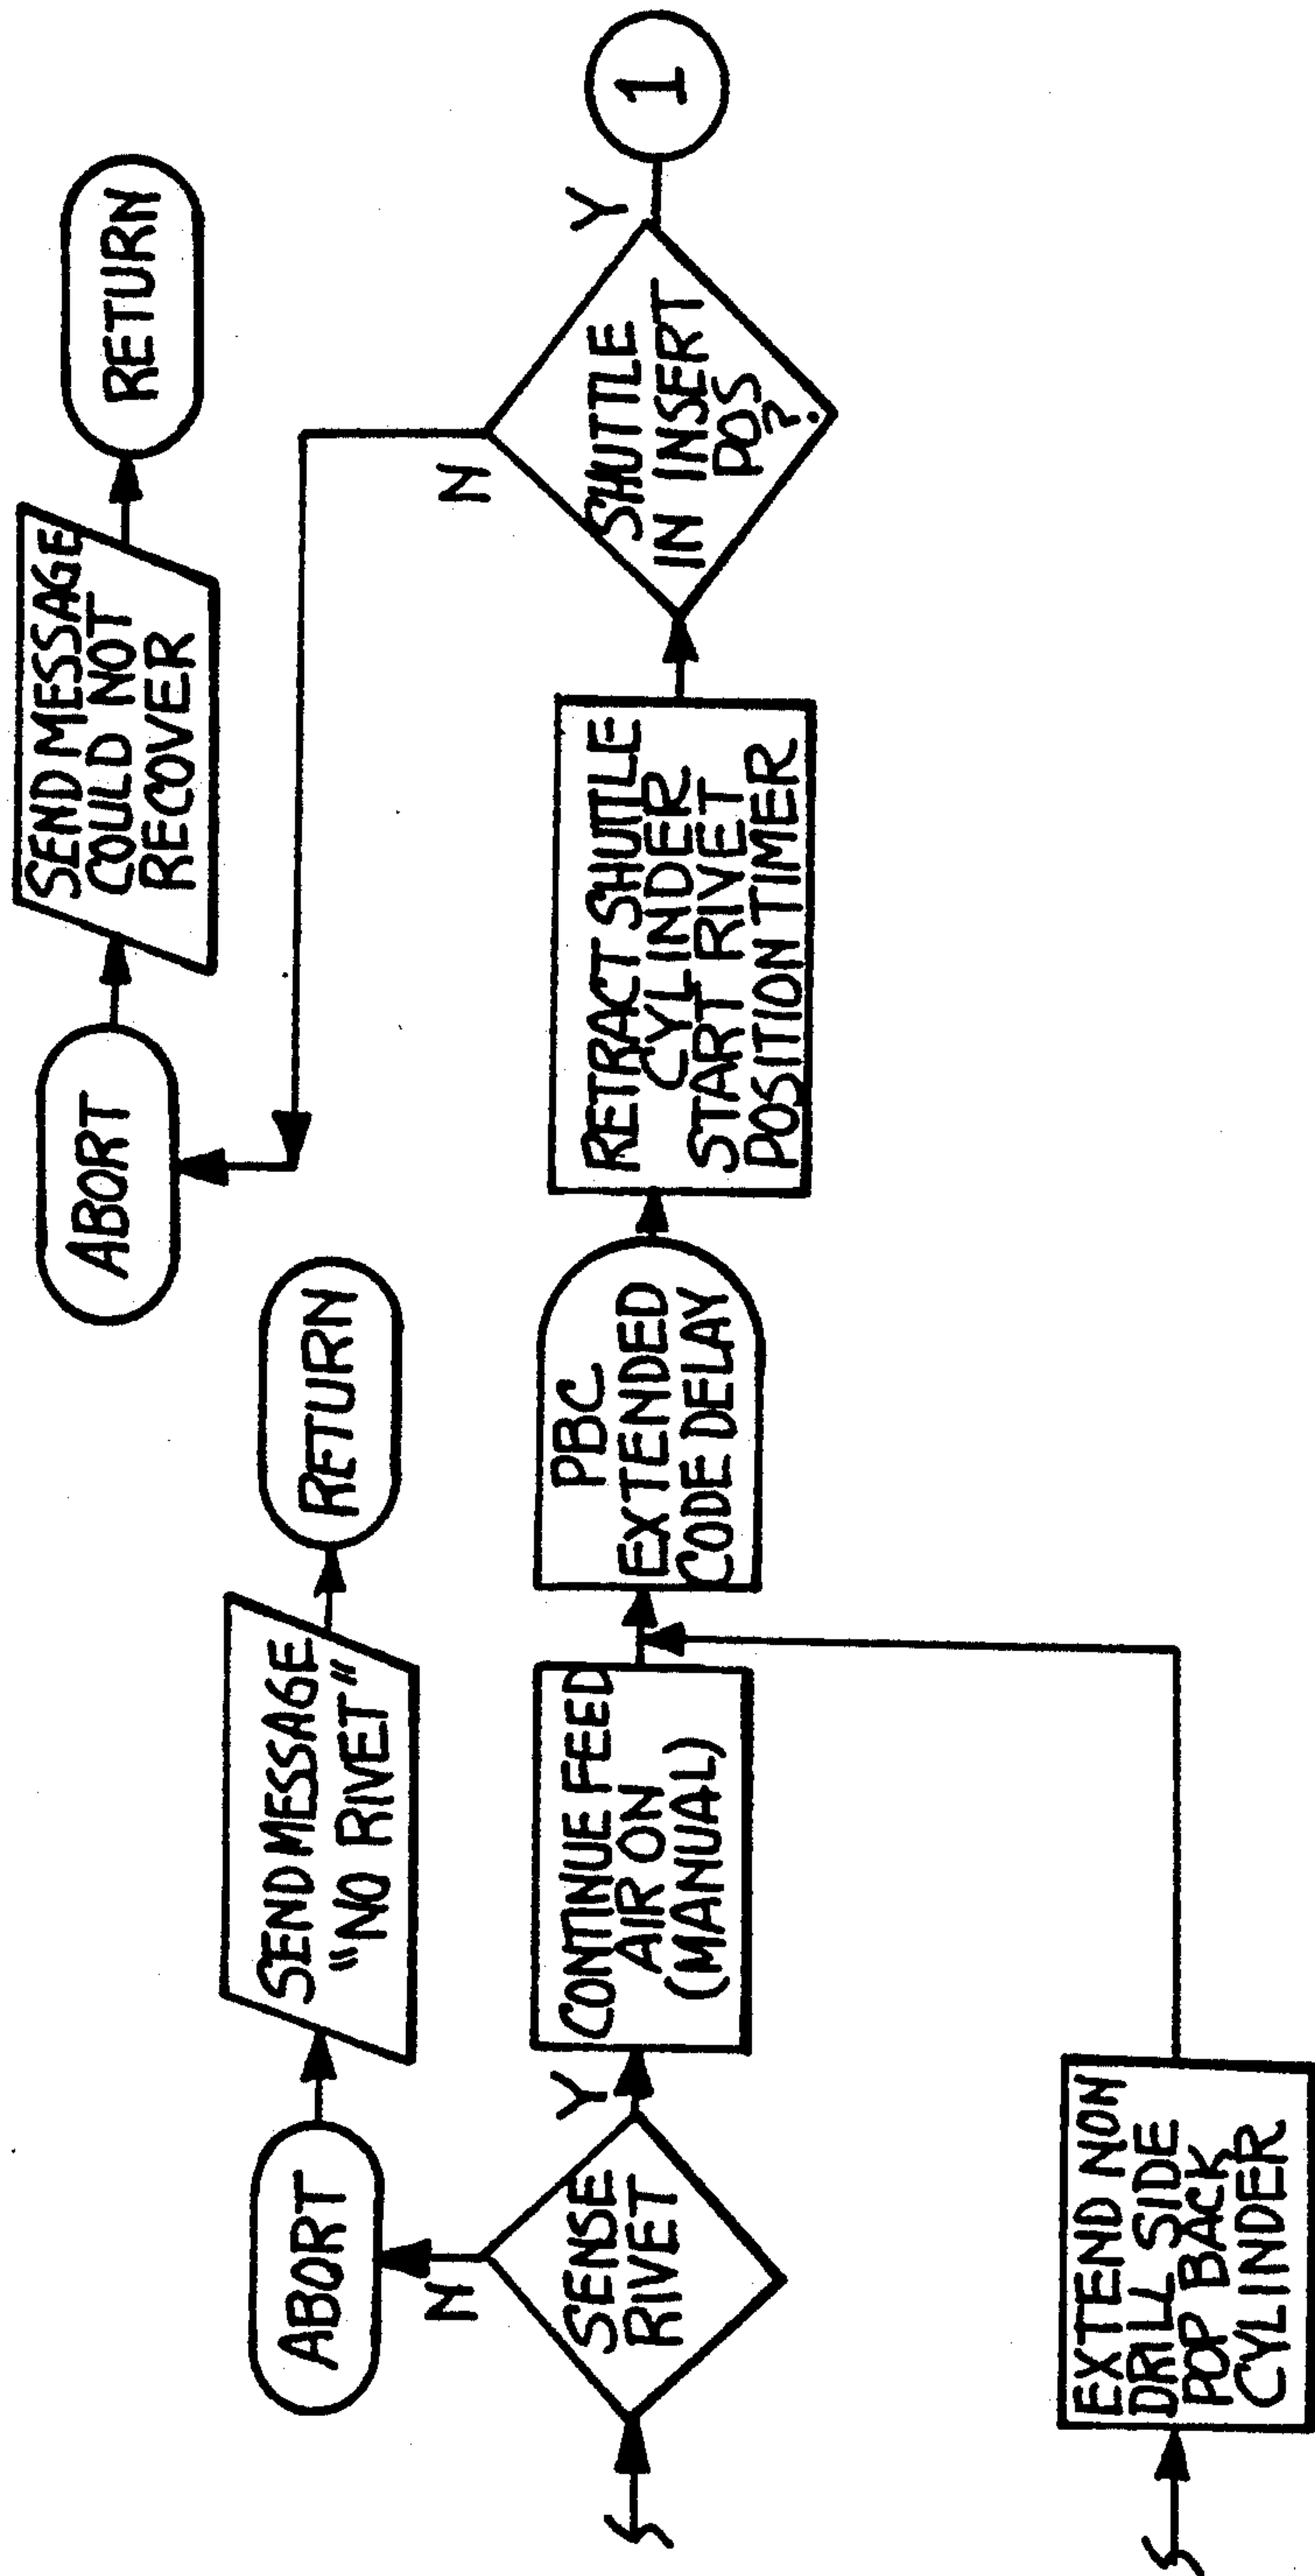 ABORT
SEND MESSAGE
COULD NOT
RECOVER
RETURN
ABORT
SEND MESSAGE
"NO RIVET"
RETURN
N
N
SENSE
RIVET
Y
CONTINUE FEED
AIR ON
(MANUAL)
PBC
EXTENDED
CODE DELAY
RETRACT SHUTTLE
CYLINDER
START RIVET
POSITION TIMER
SHUTTLE
IN INSERT
POS
?
Y
1
EXTEND NON
DRILL SIDE
POP BACK
CYLINDER